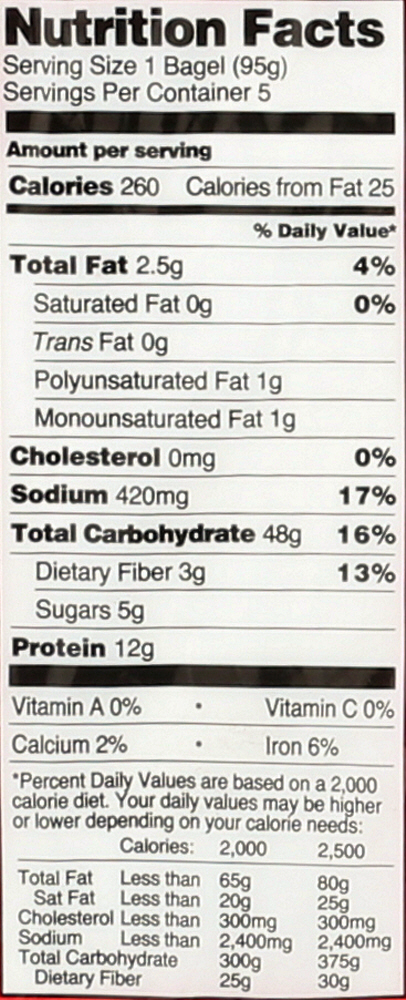 Nutrition Facts
Serving Size 1 Bagel (95g)
Servings Per Container 5
Amount per serving
Calories 260 Calories from Fat 25
% Daily Value*
Total Fat 2.5g 4%
Saturated Fat 0g 0%
Trans Fat 0g
Polyunsaturated Fat 1g
Monounsaturated Fat 1g
Cholesterol 0mg 0%
Sodium 420mg 17%
Total Carbohydrate 48g 16%
Dietary Fiber 3g 13%
Sugars 5g
Protein 12g
Vitamin A 0% • Vitamin C 0%
Calcium 2% • Iron 6%
*Percent Daily Values are based on a 2,000
calorie diet. Your daily values may be higher
or lower depending on your calorie needs:
Calories: 2,000 2,500
Total Fat Less than 65g 80g
Sat Fat Less than 20g 25g
Cholesterol Less than 300mg 300mg
Sodium Less than 2,400mg 2,400mg
Total Carbohydrate 300g 375g
Dietary Fiber 25g 30g